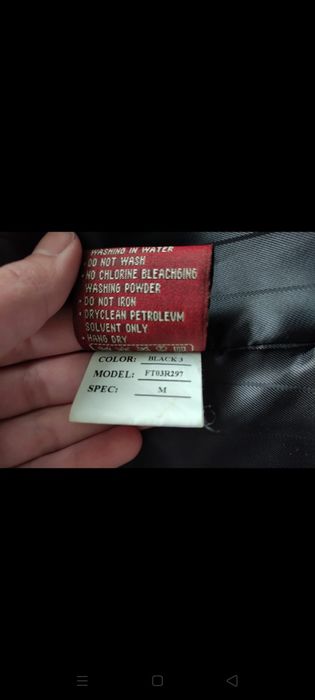 WASHING IN WATER
• DO NOT WASH
• NO CHLORINE BLEACHGING
WASHING POWDER
• DO NOT IRON
• DRYCLEAN PETROLEUM
SOLVENT ONLY
• HANG DRY
COLOR: BLACK 3
MODEL: FT03R297
SPEC: M